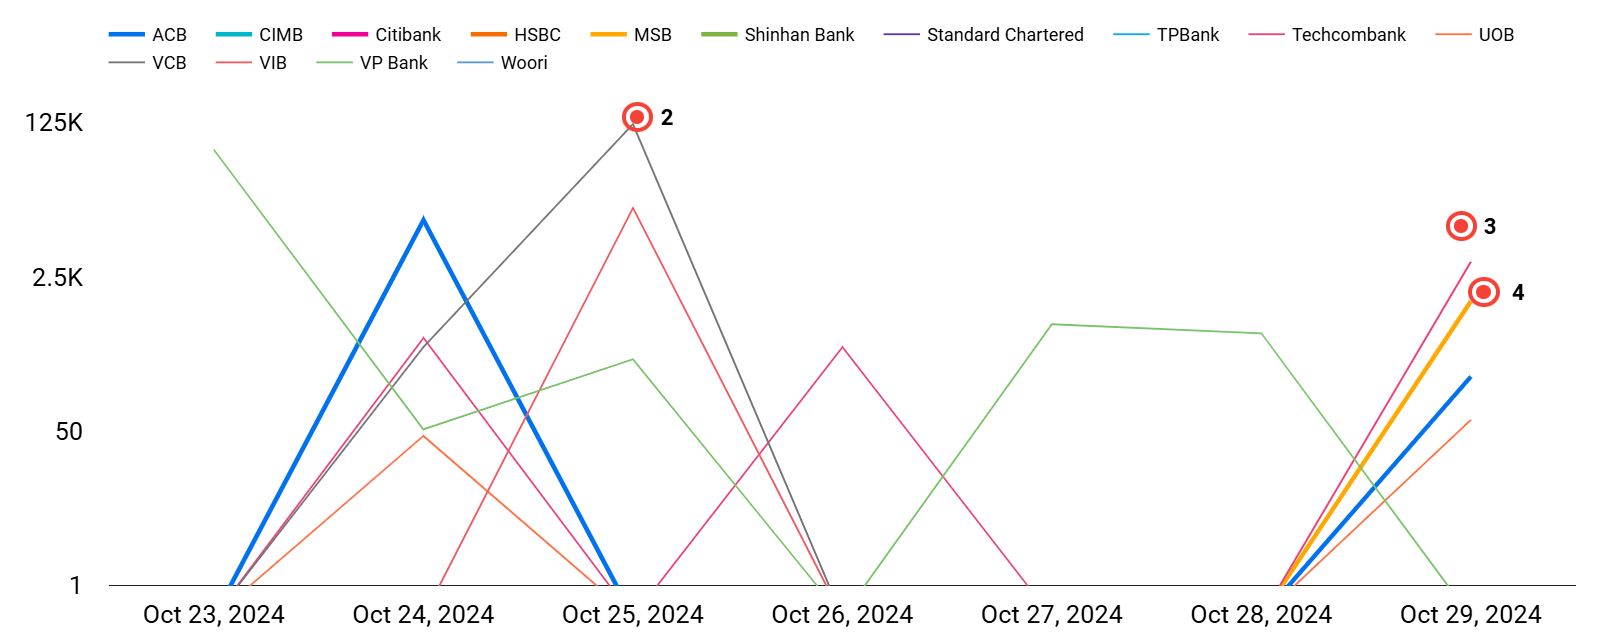 ACB CIMB Citibank HSBC MSB Shinhan Bank Standard Chartered TPBank Techcombank UOB
VCB VIB VP Bank Woori
125K
2
3
2.5K
4
50
1
Oct 23, 2024 Oct 24, 2024 Oct 25, 2024 Oct 26, 2024 Oct 27, 2024 Oct 28, 2024 Oct 29, 2024